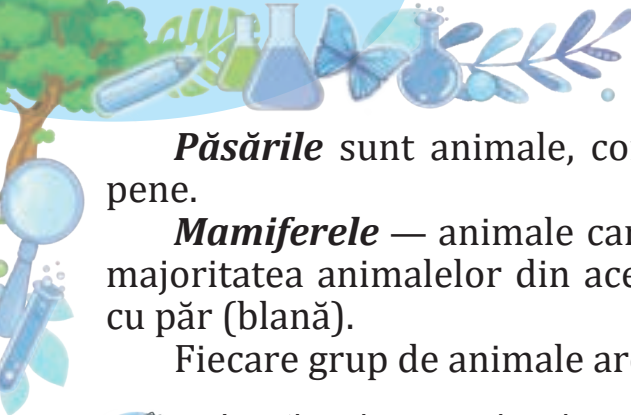 Păsările sunt animale, co
pene.
Mamiferele — animale car
majoritatea animalelor din ace
cu păr (blană).
Fiecare grup de animale are